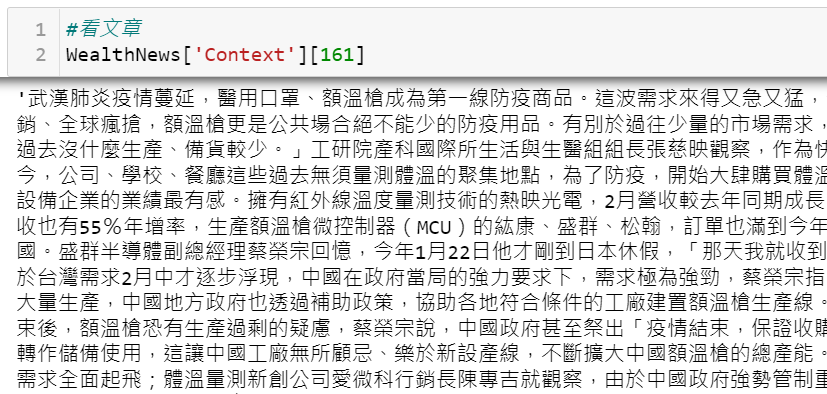 1 #看文章
2 WealthNews['Context'][161]
'武漢肺炎疫情蔓延，醫用口罩、額溫槍成為第一線防疫商品。這波需求來得又急又猛，
銷、全球瘋搶，額溫槍更是公共場合絕不能少的防疫用品。有別於過往少量的市場需求，
過去沒什麼生產、備貨較少。」工研院產科國際所生活與生醫組組長張慈映觀察，作為快
今，公司、學校、餐廳這些過去無須量測體溫的聚集地點，為了防疫，開始大肆購買體溫
設備企業的業績最有感。擁有紅外線溫度量測技術的熱映光電，2月營收較去年同期成長
收也有55％年增率，生產額溫槍微控制器（MCU）的紘康、盛群、松翰，訂單也滿到今年
國。盛群半導體副總經理蔡榮宗回憶，今年1月22日他才剛到日本休假，「那天我就收到
於台灣需求2月中才逐步浮現，中國在政府當局的強力要求下，需求極為強勁，蔡榮宗指
大量生產，中國地方政府也透過補助政策，協助各地符合條件的工廠建置額溫槍生產線。
束後，額溫槍恐有生產過剩的疑慮，蔡榮宗說，中國政府甚至祭出「疫情結束，保證收購
轉作儲備使用，這讓中國工廠無所顧忌、樂於新設產線，不斷擴大中國額溫槍的總產能。
需求全面起飛；體溫量測新創公司愛微科行銷長陳專吉就觀察，由於中國政府強勢管制重